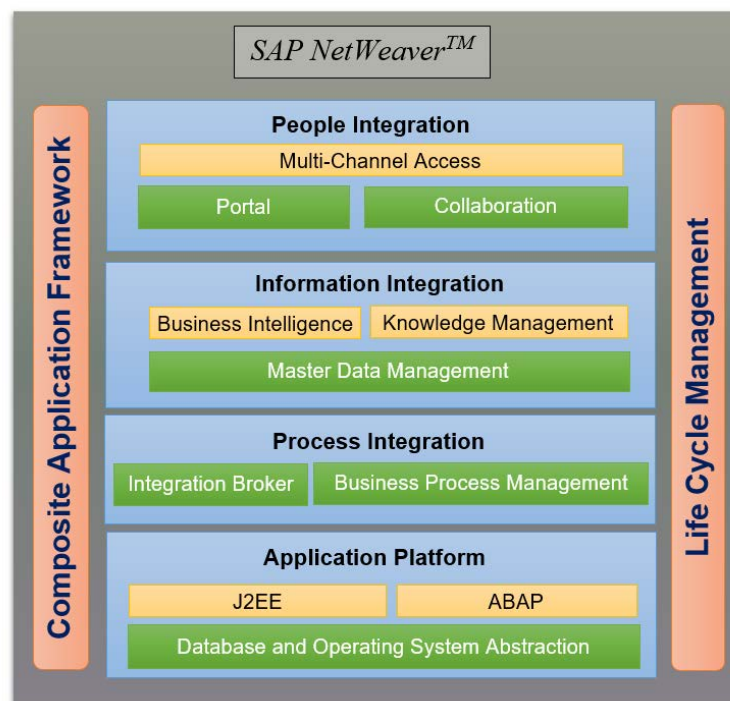 SAP NetWeaver™
Composite Application Framework
People Integration
Multi-Channel Access
Portal
Collaboration
Information Integration
Business Intelligence
Knowledge Management
Master Data Management
Process Integration
Integration Broker
Business Process Management
Application Platform
J2EE
ABAP
Database and Operating System Abstraction
Life Cycle Management